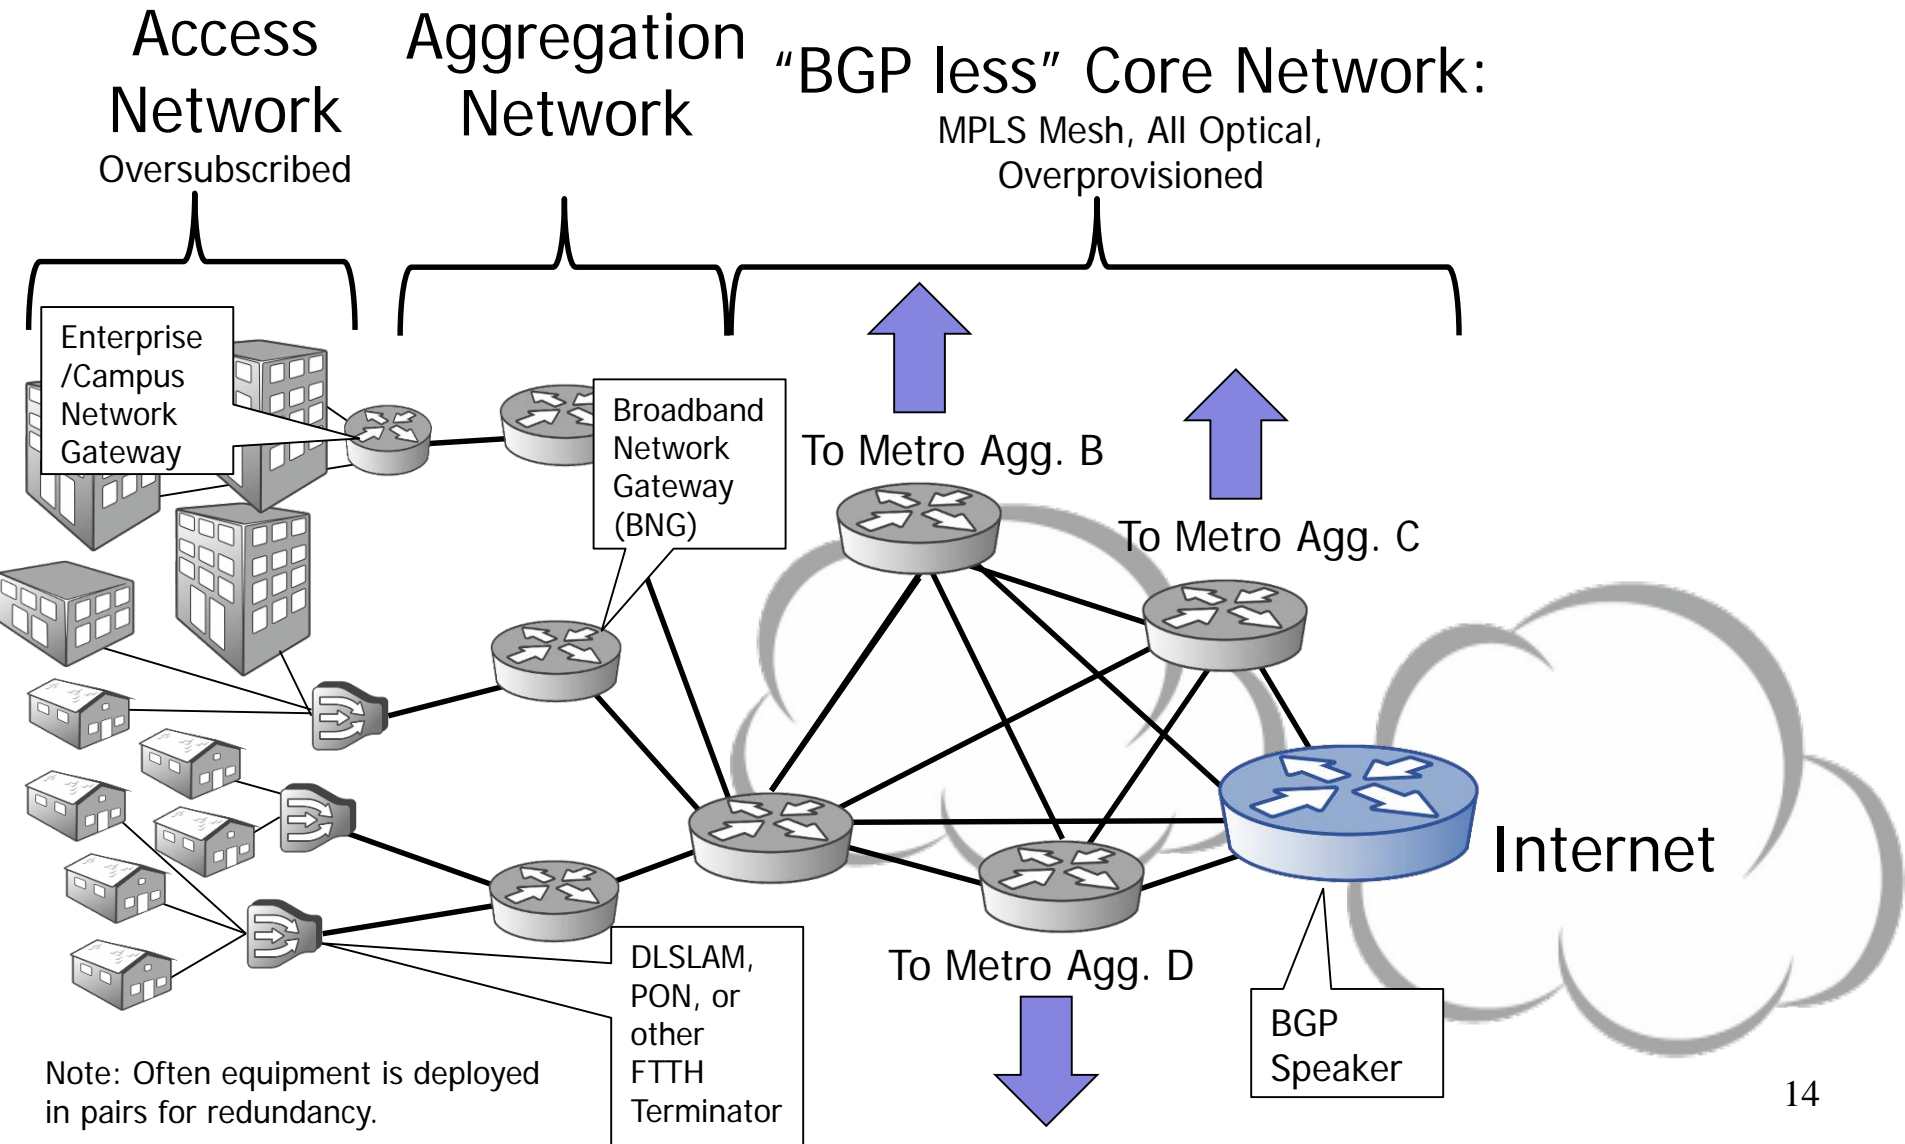 Access
Network
Oversubscribed
Aggregation
Network
“BGP less” Core Network:
MPLS Mesh, All Optical,
Overprovisioned
Enterprise
/Campus
Network
Gateway
Broadband
Network
Gateway
(BNG)
To Metro Agg. B
To Metro Agg. C
Internet
To Metro Agg. D
DLSLAM,
PON, or
other
FTTH
Terminator
BGP
Speaker
Note: Often equipment is deployed
in pairs for redundancy.
14